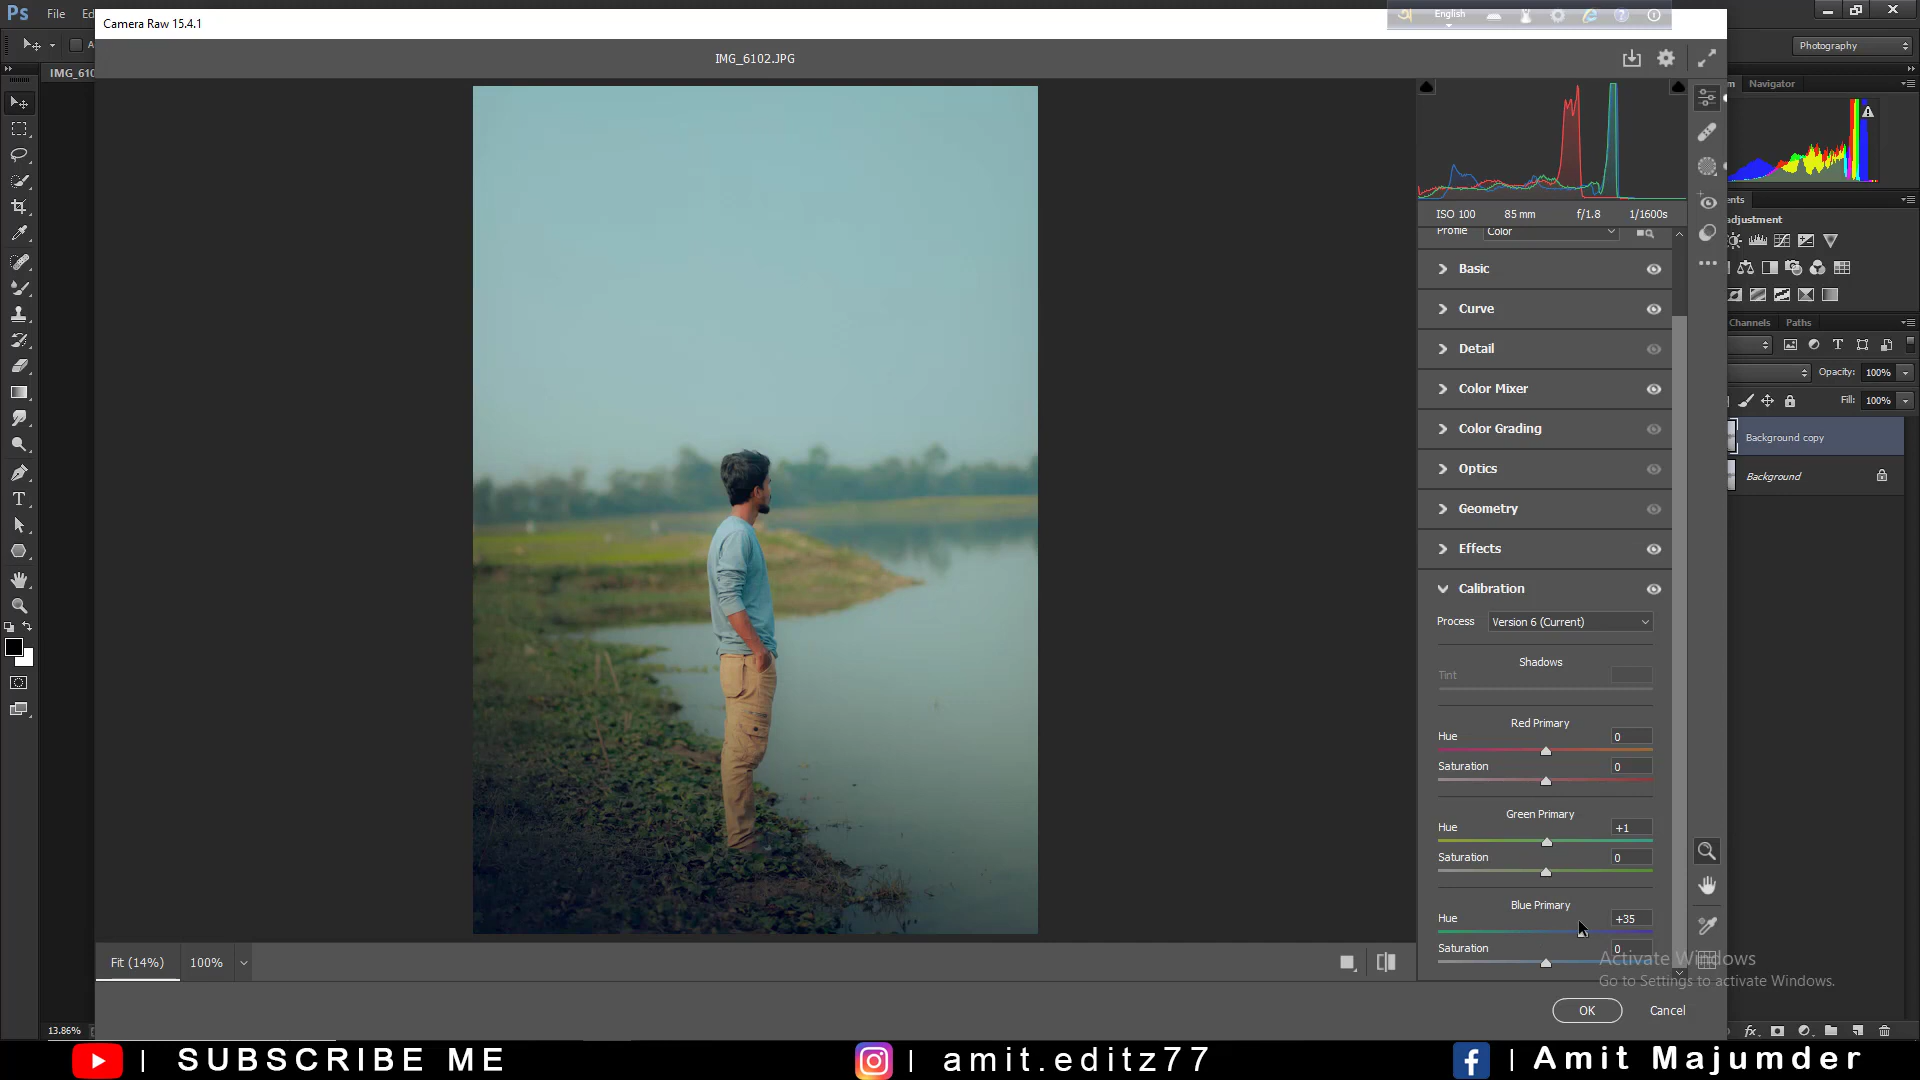 Ps File Ed
Camera Raw 15.4.1
English
IMG_6102.JPG
Photography
IMG_610
Navigator
ISO 100 85 mm f/1.8 1/1600s
Profile Color
Basic
Curve
Detail
Color Mixer
Color Grading
Optics
Geometry
Effects
Calibration
Process Version 6 (Current)
Shadows
Tint
Red Primary
Hue 0
Saturation 0
Green Primary
Hue +1
Saturation 0
Blue Primary
Hue +35
Saturation 0
ents
adjustment
Channels Paths
Opacity: 100%
Fill: 100%
Background copy
Background
Activate Windows
Go to Settings to activate Windows.
Fit (14%) 100%
OK Cancel
13.86%
fx
| SUBSCRIBE ME | amit.editz77 | Amit Majumder